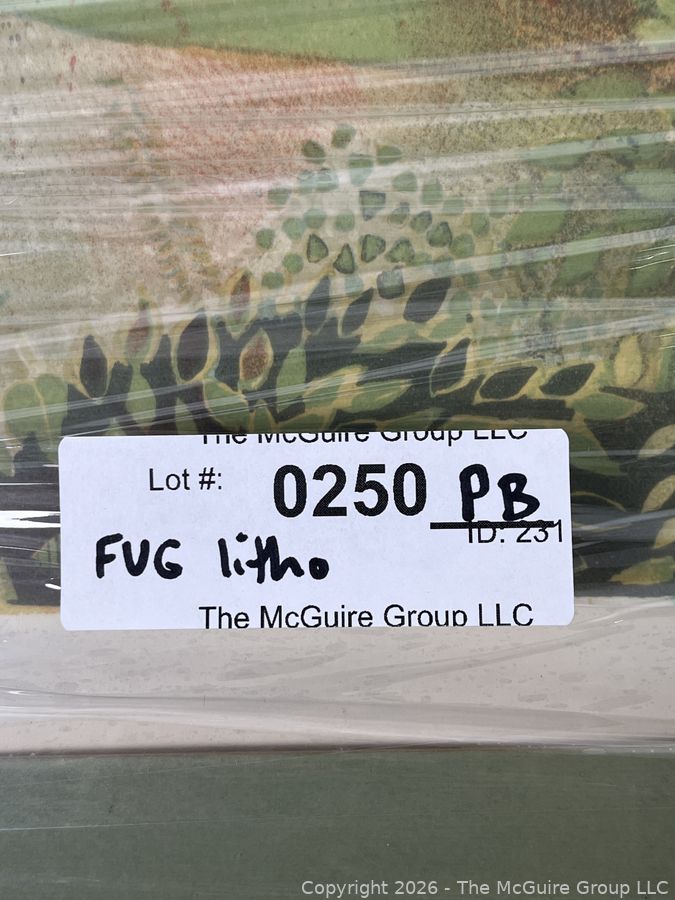 The McGuire Group LLC
Lot #: 0250 PB
ID: 231
FVG litho
The McGuire Group LLC
Copyright 2026 - The McGuire Group LLC